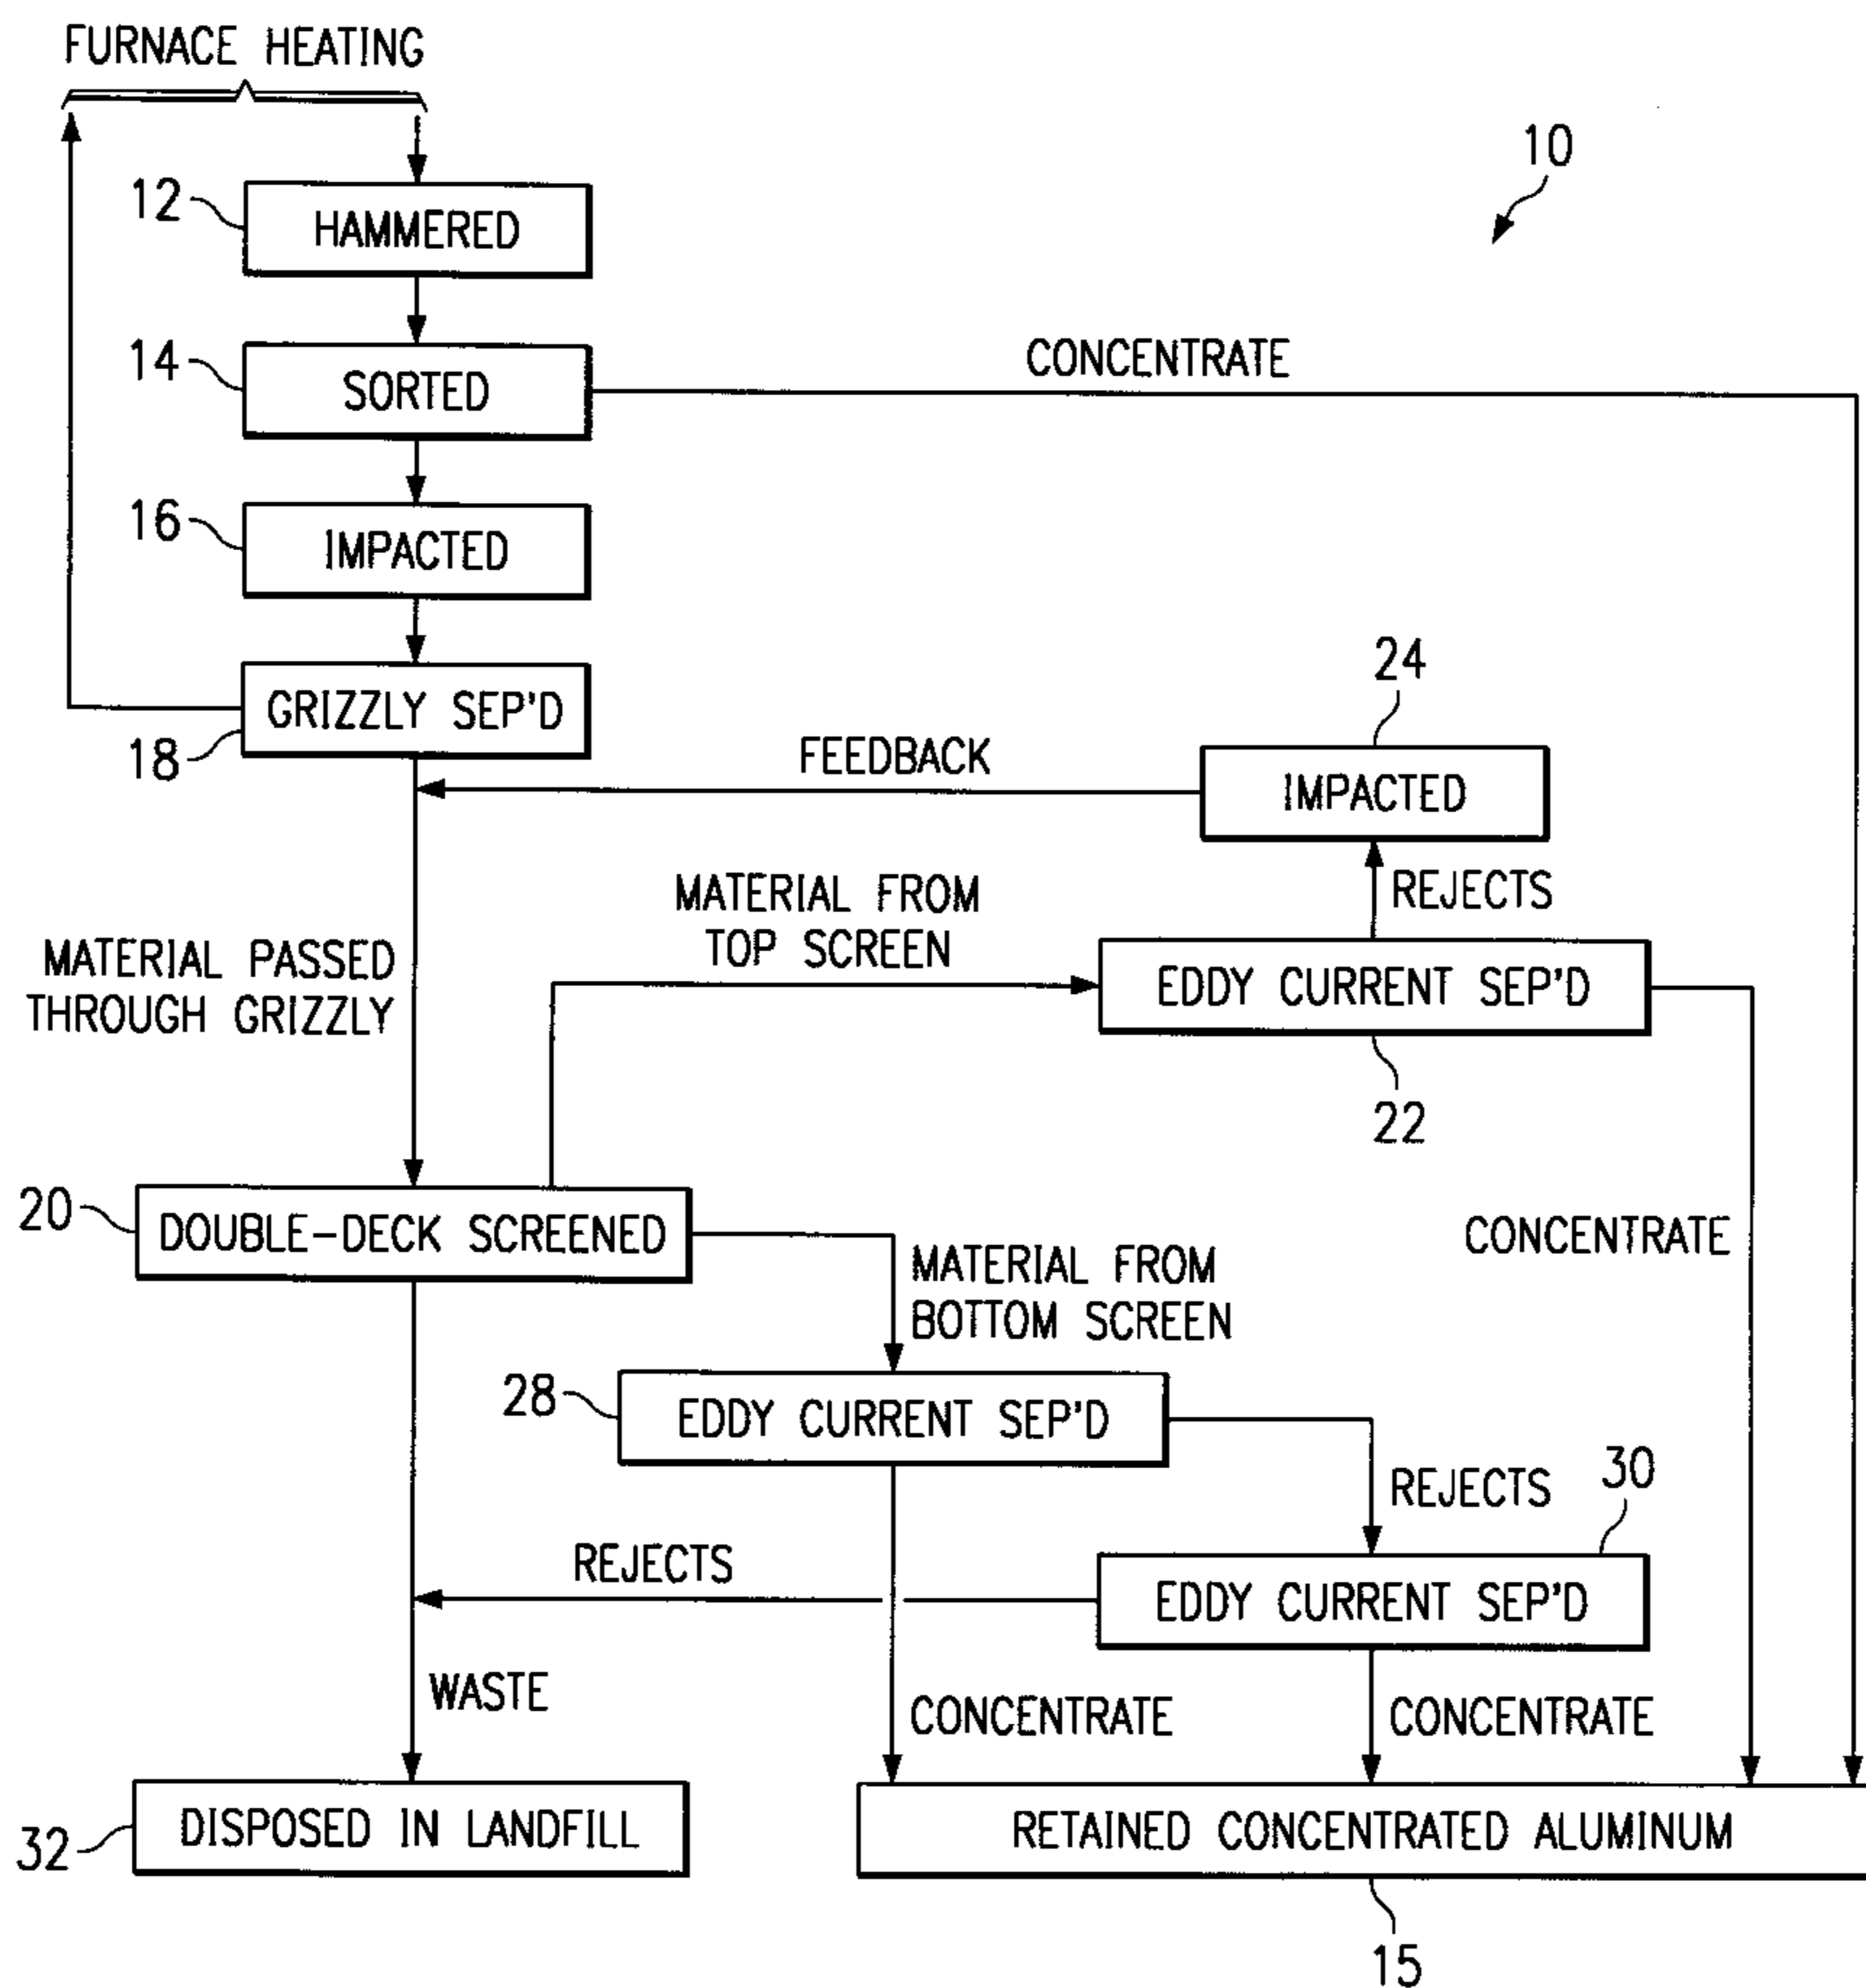 FURNACE HEATING
10
12
HAMMERED
14
SORTED
CONCENTRATE
16
IMPACTED
24
GRIZZLY SEP'D
18
FEEDBACK
IMPACTED
REJECTS
MATERIAL FROM
TOP SCREEN
MATERIAL PASSED
THROUGH GRIZZLY
EDDY CURRENT SEP'D
22
20
DOUBLE-DECK SCREENED
CONCENTRATE
MATERIAL FROM
BOTTOM SCREEN
28
EDDY CURRENT SEP'D
REJECTS
30
REJECTS
EDDY CURRENT SEP'D
WASTE
CONCENTRATE
CONCENTRATE
32
DISPOSED IN LANDFILL
RETAINED CONCENTRATED ALUMINUM
15